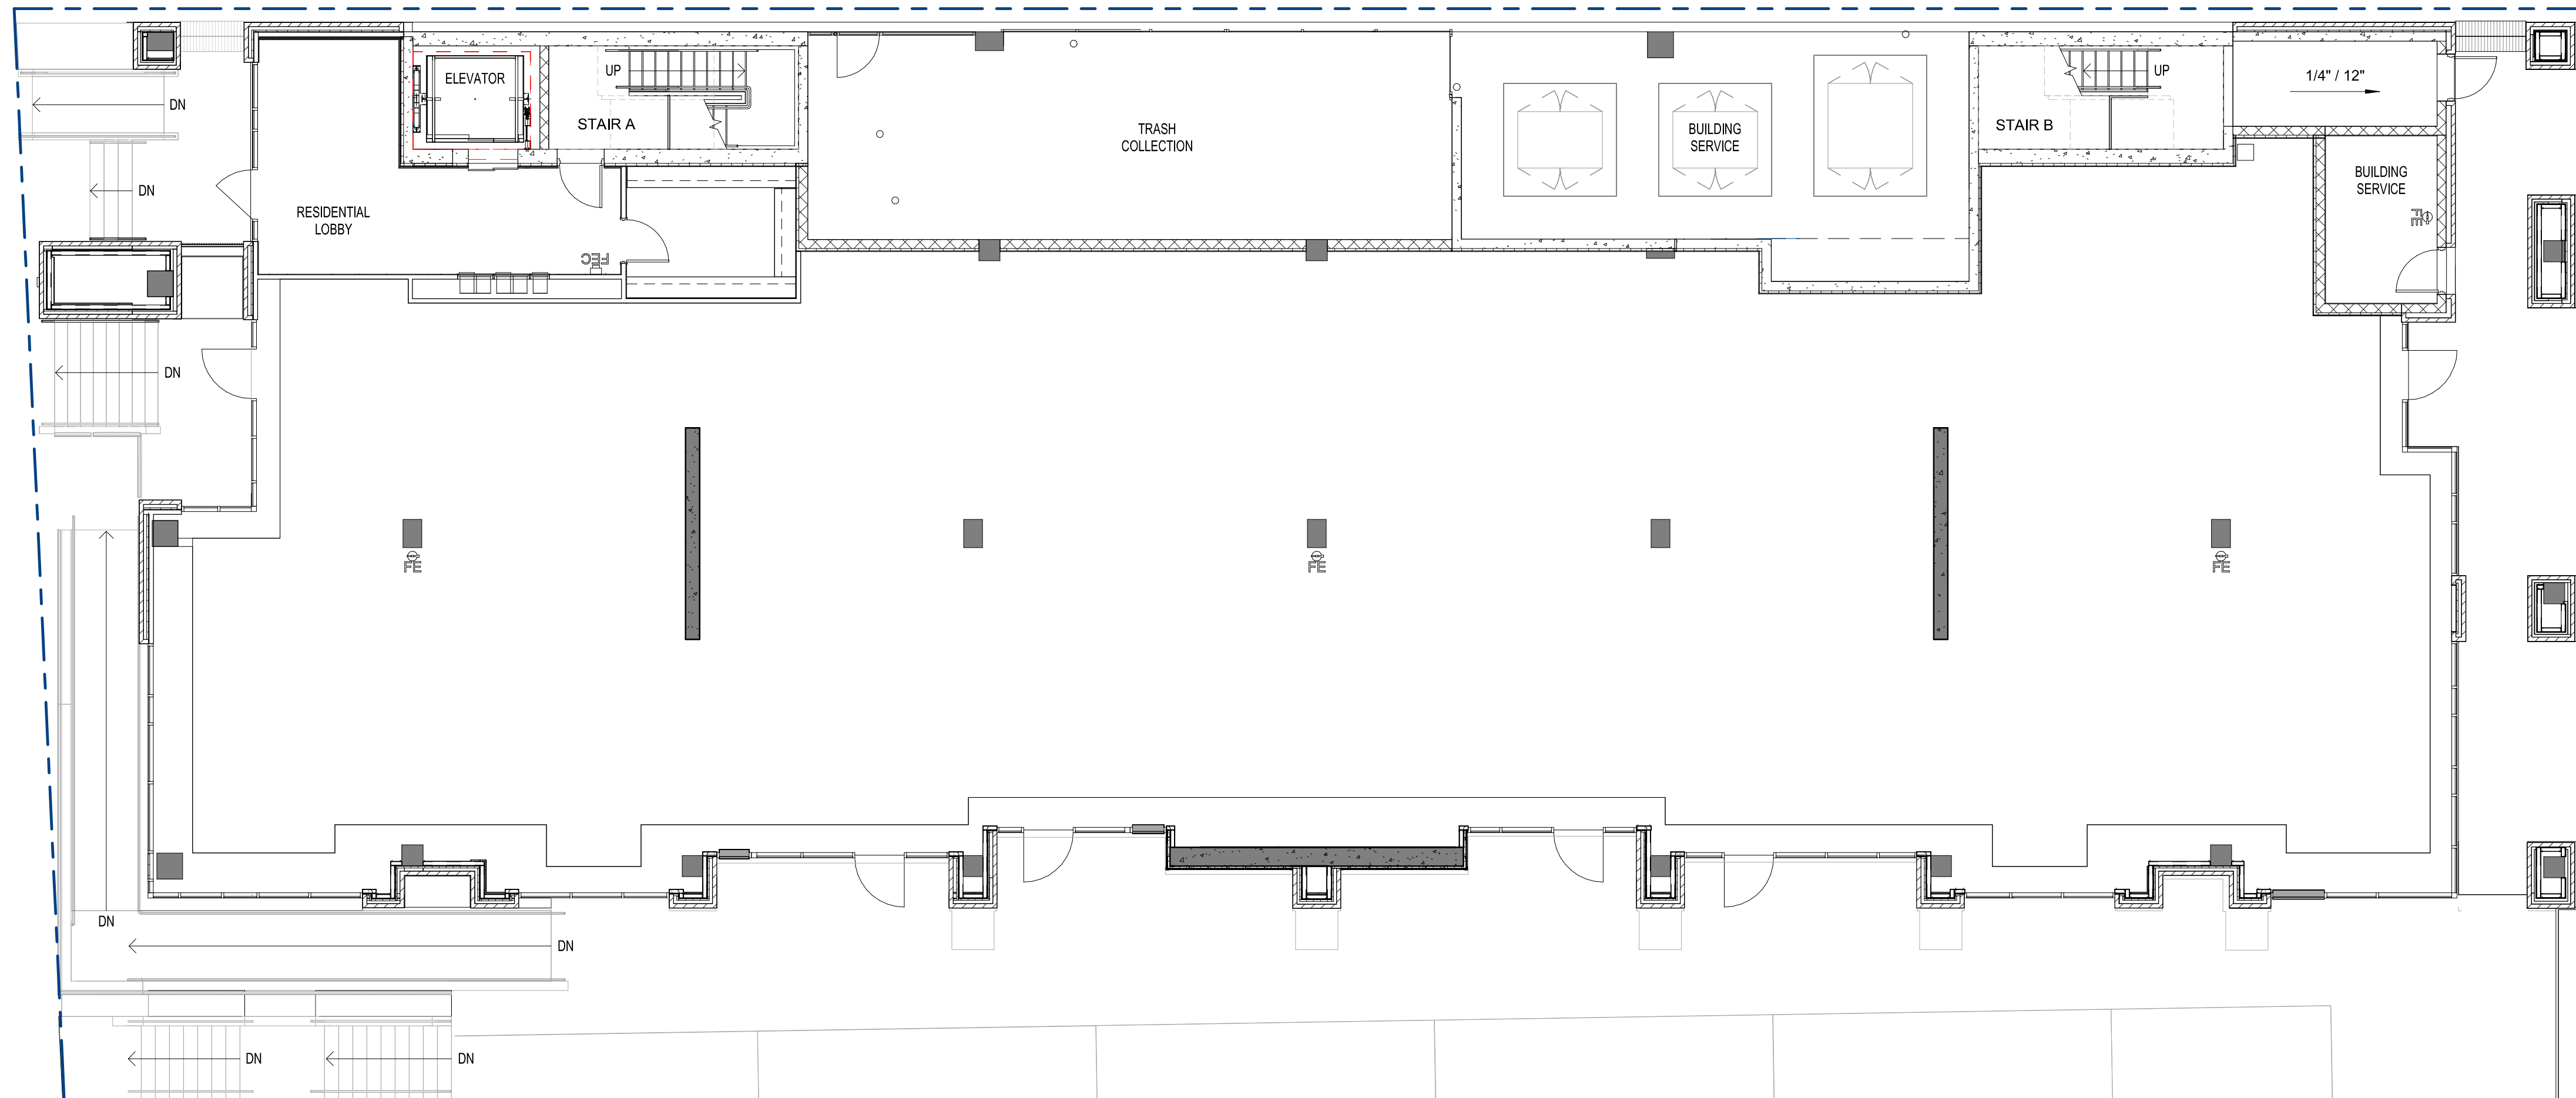 ELEVATOR
UP
UP
1/4" / 12"
DN
STAIR A
STAIR B
TRASH
COLLECTION
BUILDING
SERVICE
BUILDING
SERVICE
DN
RESIDENTIAL
LOBBY
FE
FEC
DN
FE
FE
FE
DN
DN
DN
DN